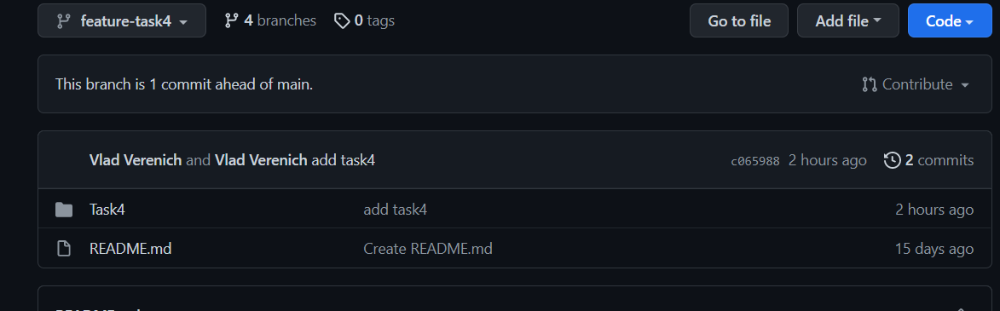 feature-task4 4 branches 0 tags Go to file Add file Code
This branch is 1 commit ahead of main. Contribute
Vlad Verenich and Vlad Verenich add task4 c065988 2 hours ago 2 commits
Task4 add task4 2 hours ago
README.md Create README.md 15 days ago